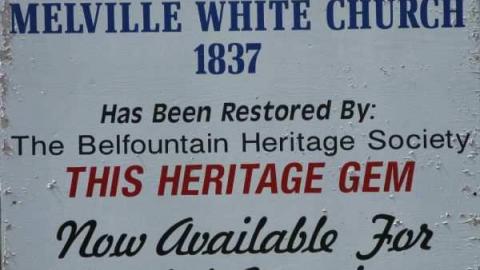 MELVILLE WHITE CHURCH
1837
Has Been Restored By:
The Belfountain Heritage Society
THIS HERITAGE GEM
Now Available For